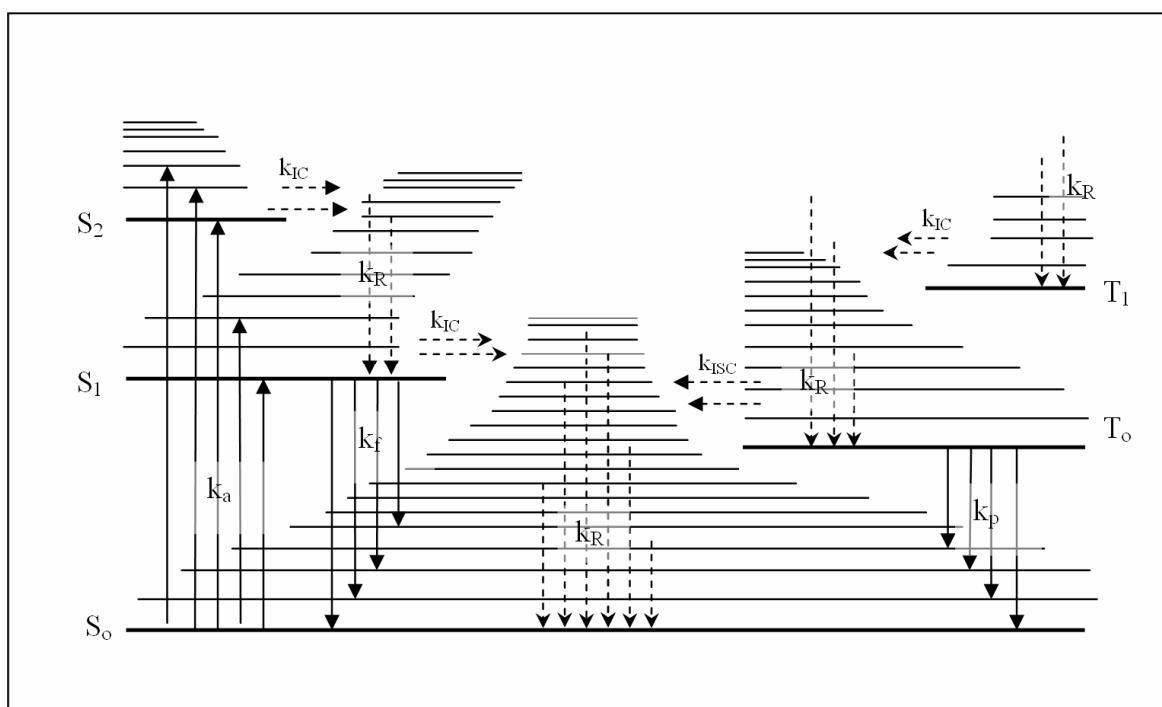 k_IC
k_R
k_IC
S_2
k_R
T_1
k_IC
k_ISC
k_R
S_1
T_o
k_f
k_a
k_p
k_R
S_o